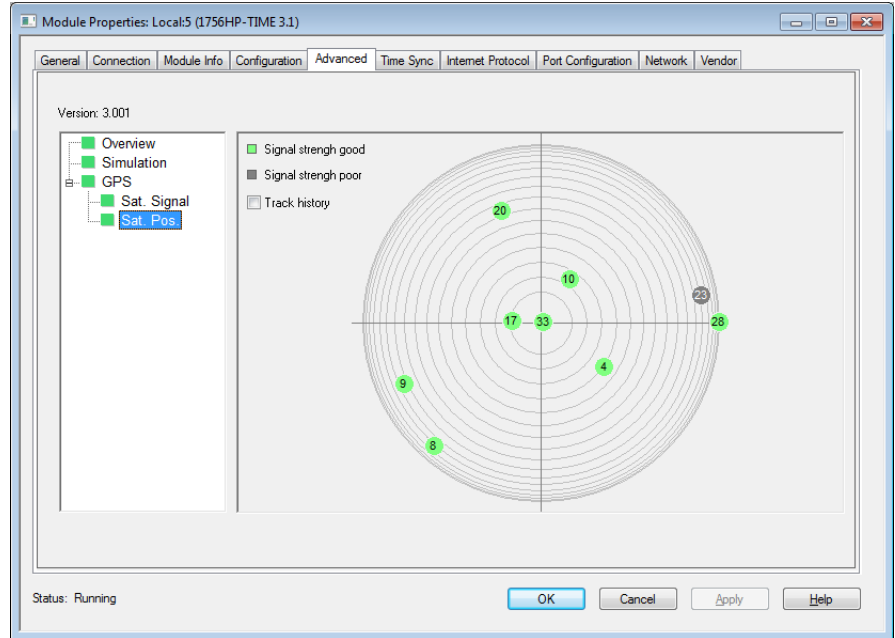 Module Properties: Local:5 (1756HP-TIME 3.1)
General Connection Module Info Configuration Advanced Time Sync Internet Protocol Port Configuration Network Vendor
Version: 3.001
Overview
Simulation
GPS
Sat. Signal
Sat. Pos.
Signal strengh good
Signal strengh poor
Track history
20
10
23
17 33 28
4
9
8
Status: Running
OK Cancel Apply Help